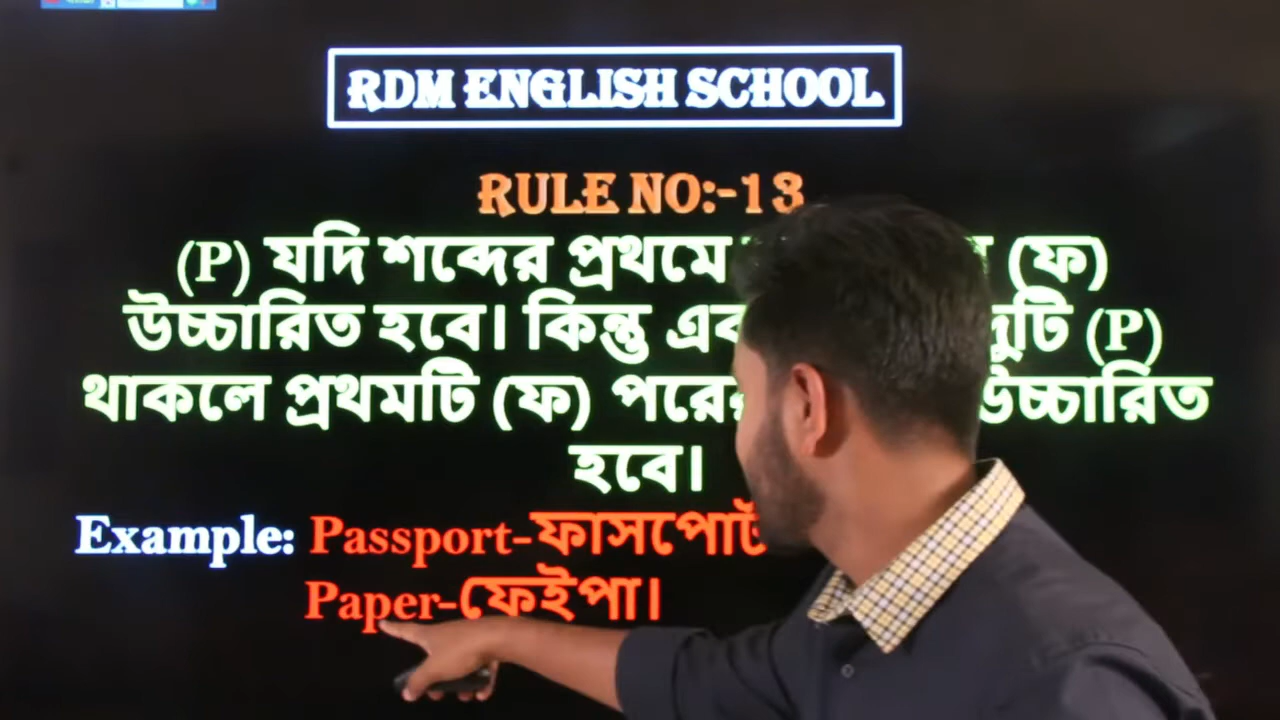 RDM ENGLISH SCHOOL
RULE NO:-13
(P) যদি শব্দের প্রথমে (ফ)
উচ্চারিত হবে। কিন্তু দুটি (P)
থাকলে প্রথমটি (ফ) পরের উচ্চারিত
হবে।
Example: Passport-ফাসপোর্ট
Paper-ফেইপা।